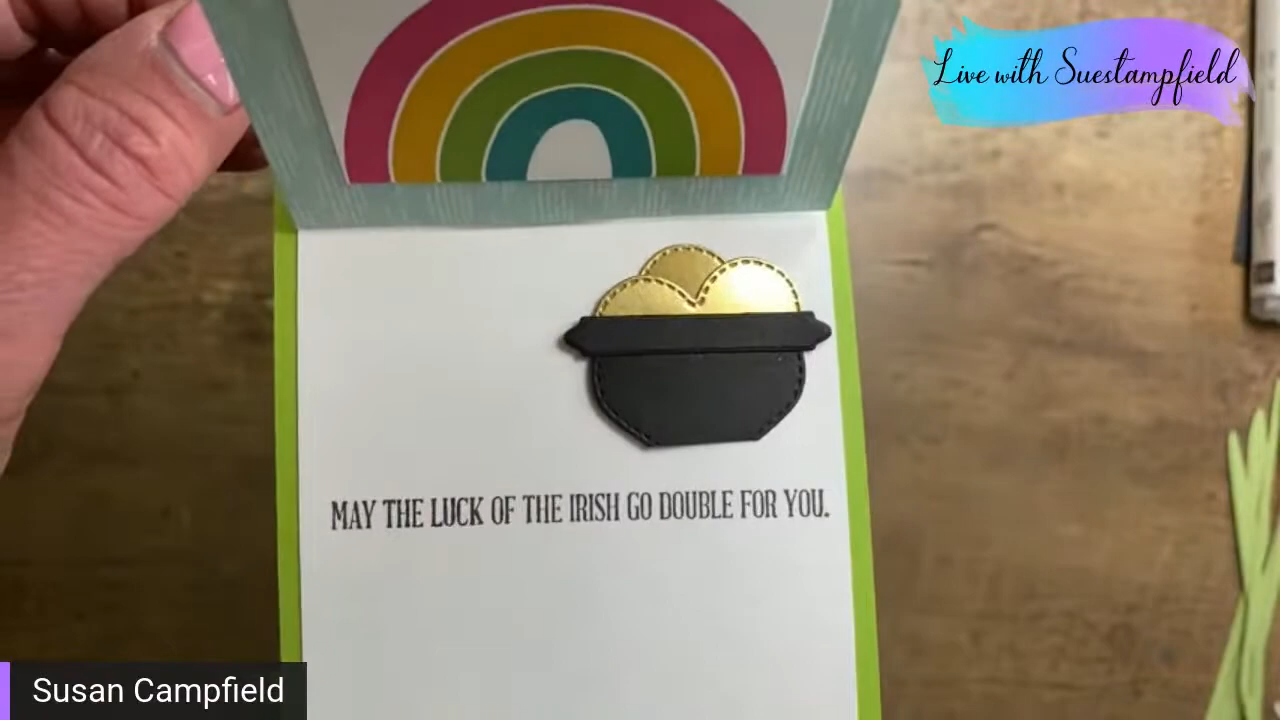 Live with Suestampfield
MAY THE LUCK OF THE IRISH GO DOUBLE FOR YOU.
Susan Campfield